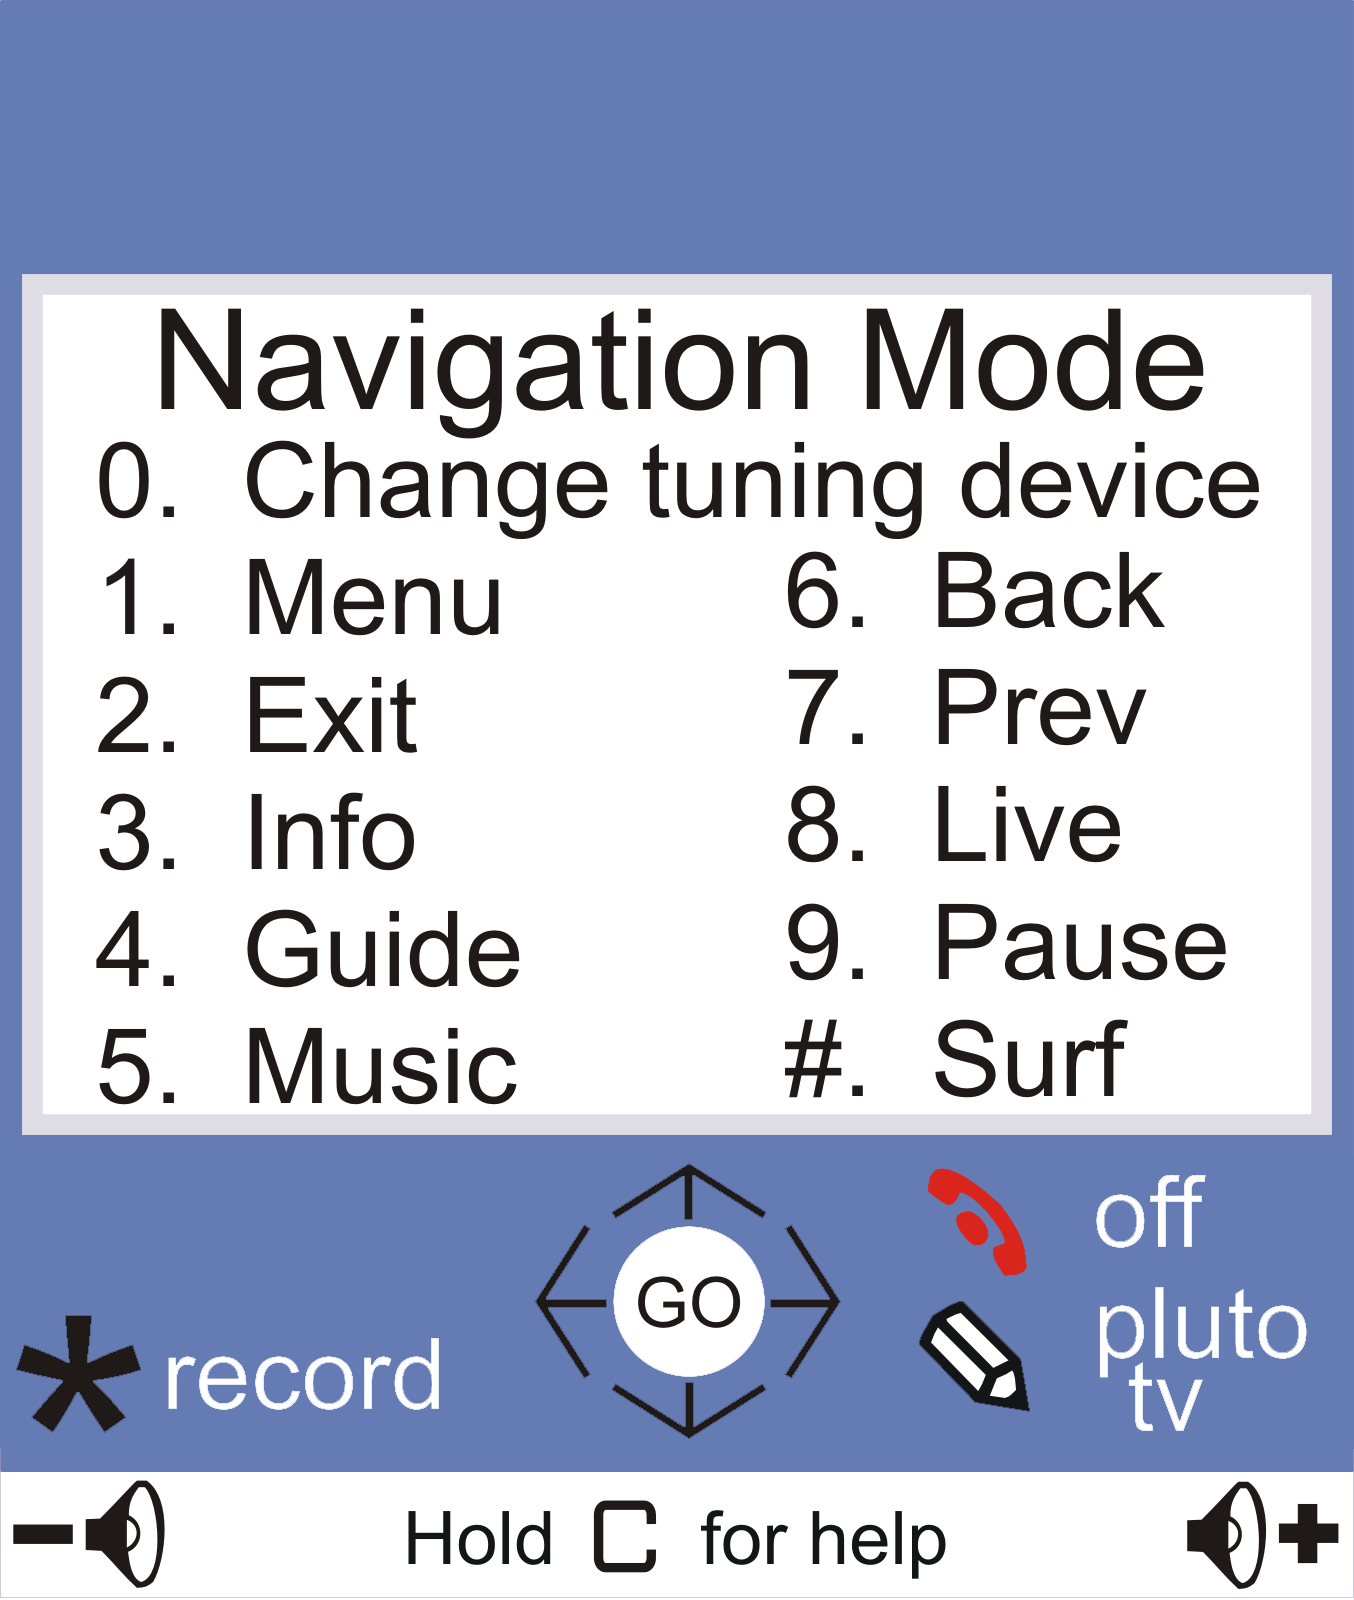 Navigation Mode
0. Change tuning device
1. Menu
2. Exit
3. Info
4. Guide
5. Music
6. Back
7. Prev
8. Live
9. Pause
#. Surf
* record
GO
off
pluto
tv
Hold C for help